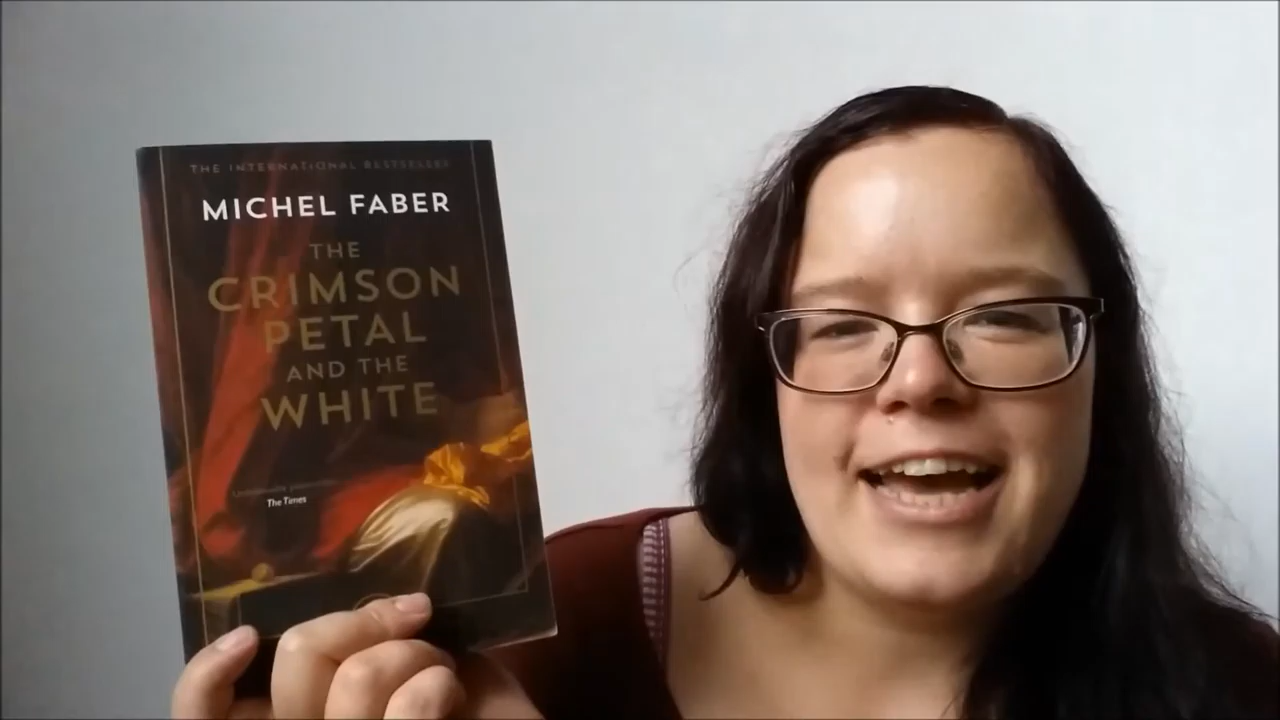 THE INTERNATIONAL BESTSELLER
MICHEL FABER
THE
CRIMSON
PETAL
AND THE
WHITE
The Times